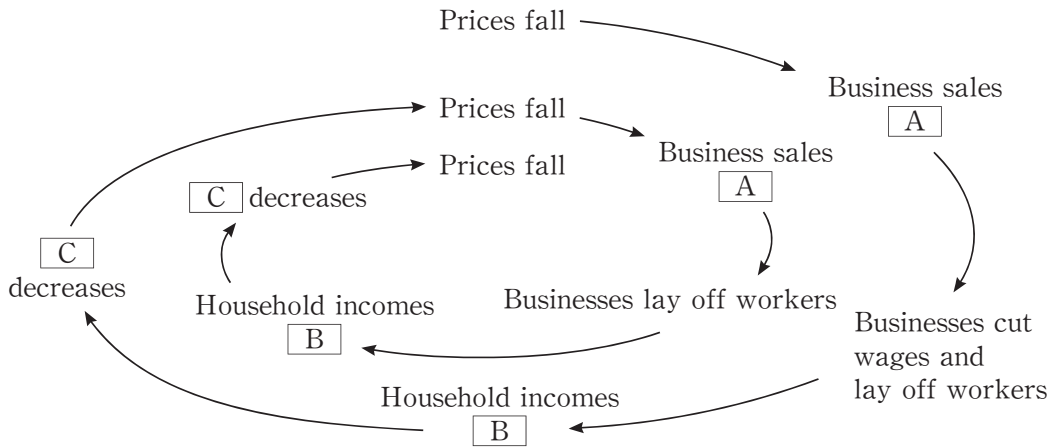 Prices fall
Business sales
A
Prices fall
Business sales
A
Prices fall
C decreases
C
decreases
Household incomes
B
Businesses lay off workers
Businesses cut
wages and
lay off workers
Household incomes
B